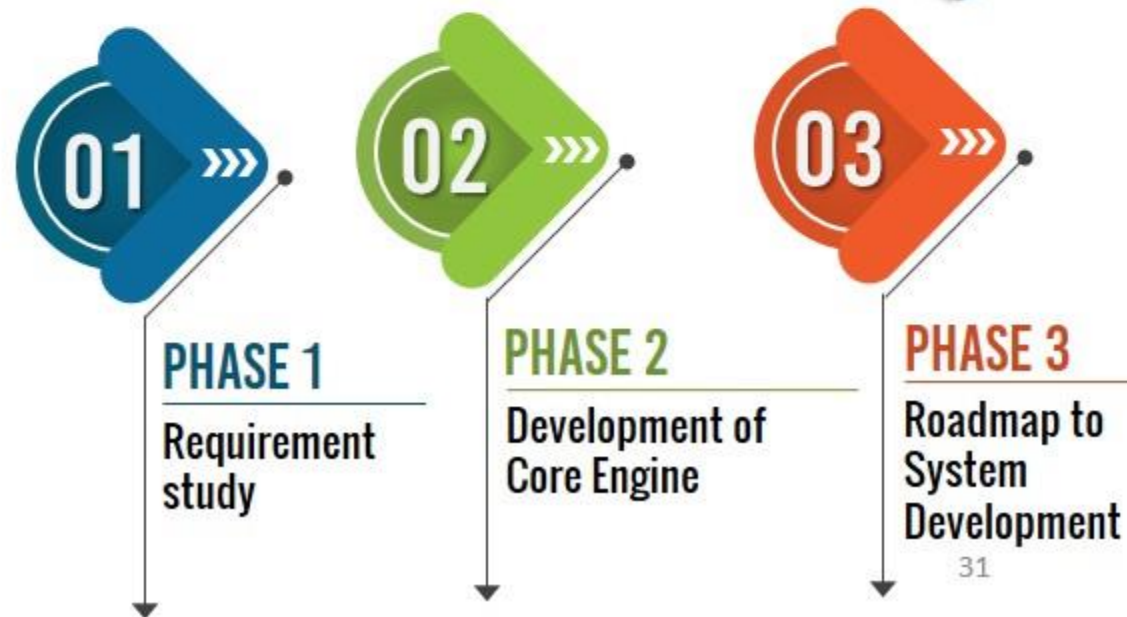 01
02
03
PHASE 1
Requirement
study
PHASE 2
Development of
Core Engine
PHASE 3
Roadmap to
System
Development
31